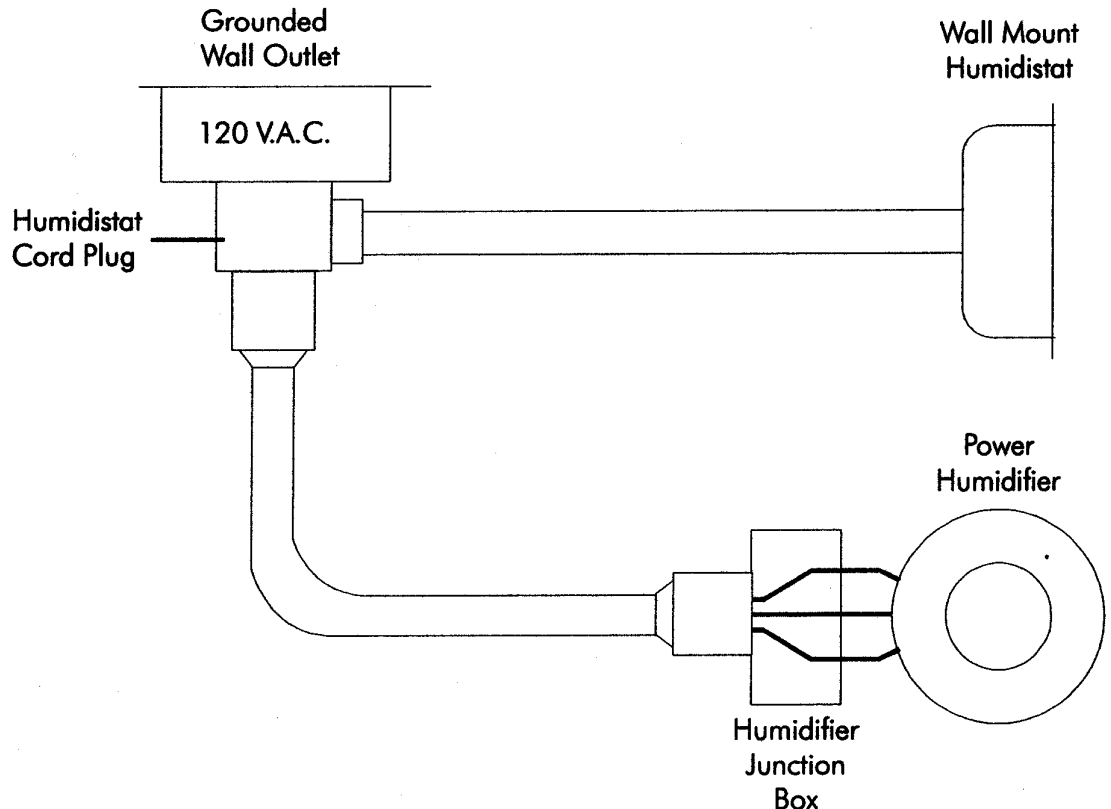 Grounded
Wall Outlet
120 V.A.C.
Wall Mount
Humidistat
Humidistat
Cord Plug
Power
Humidifier
Humidifier
Junction
Box